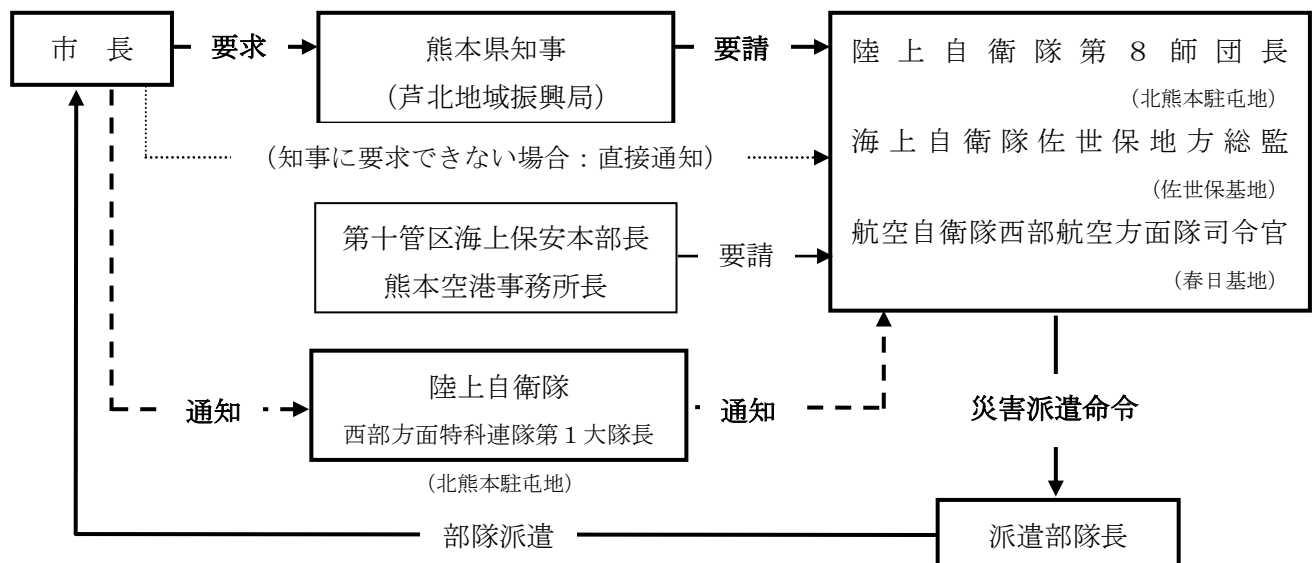 市 長
要求
熊本県知事
(芦北地域振興局)
要請
陸上自衛隊第8師団長
(北熊本駐屯地)
海上自衛隊佐世保地方総監
(佐世保基地)
航空自衛隊西部航空方面隊司令官
(春日基地)
(知事に要求できない場合:直接通知)
第十管区海上保安本部長
熊本空港事務所長
要請
通知
陸上自衛隊
西部方面特科連隊第1大隊長
(北熊本駐屯地)
通知
災害派遣命令
部隊派遣
派遣部隊長